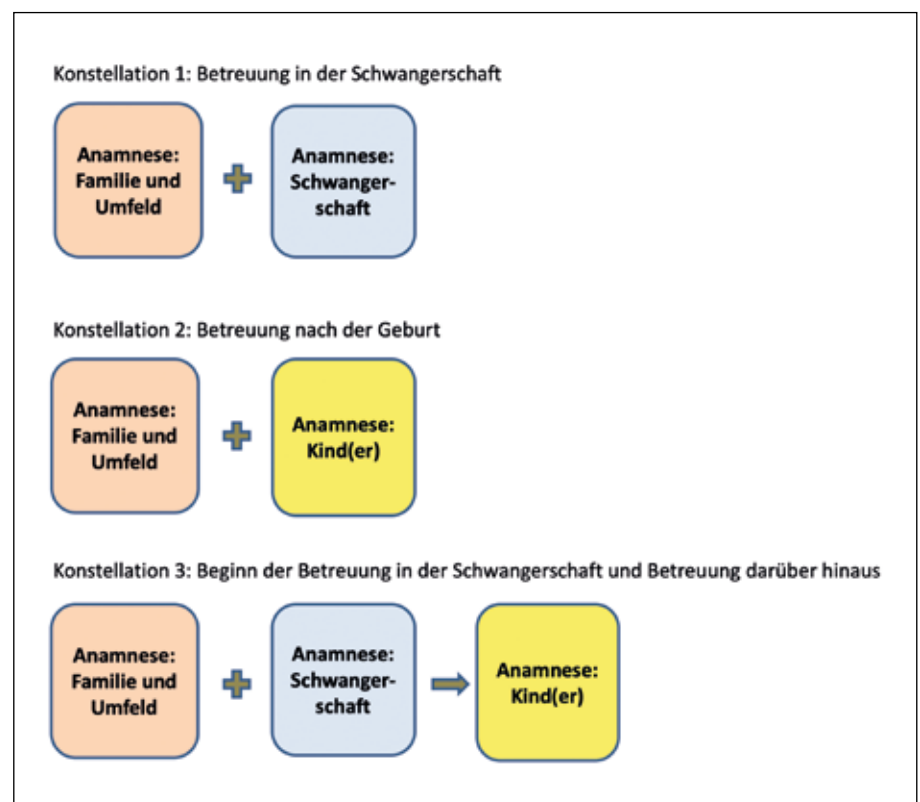 Konstellation 1: Betreuung in der Schwangerschaft
Anamnese:
Familie und
Umfeld
Anamnese:
Schwanger-
schaft
Konstellation 2: Betreuung nach der Geburt
Anamnese:
Familie und
Umfeld
Anamnese:
Kind(er)
Konstellation 3: Beginn der Betreuung in der Schwangerschaft und Betreuung darüber hinaus
Anamnese:
Familie und
Umfeld
Anamnese:
Schwanger-
schaft
Anamnese:
Kind(er)